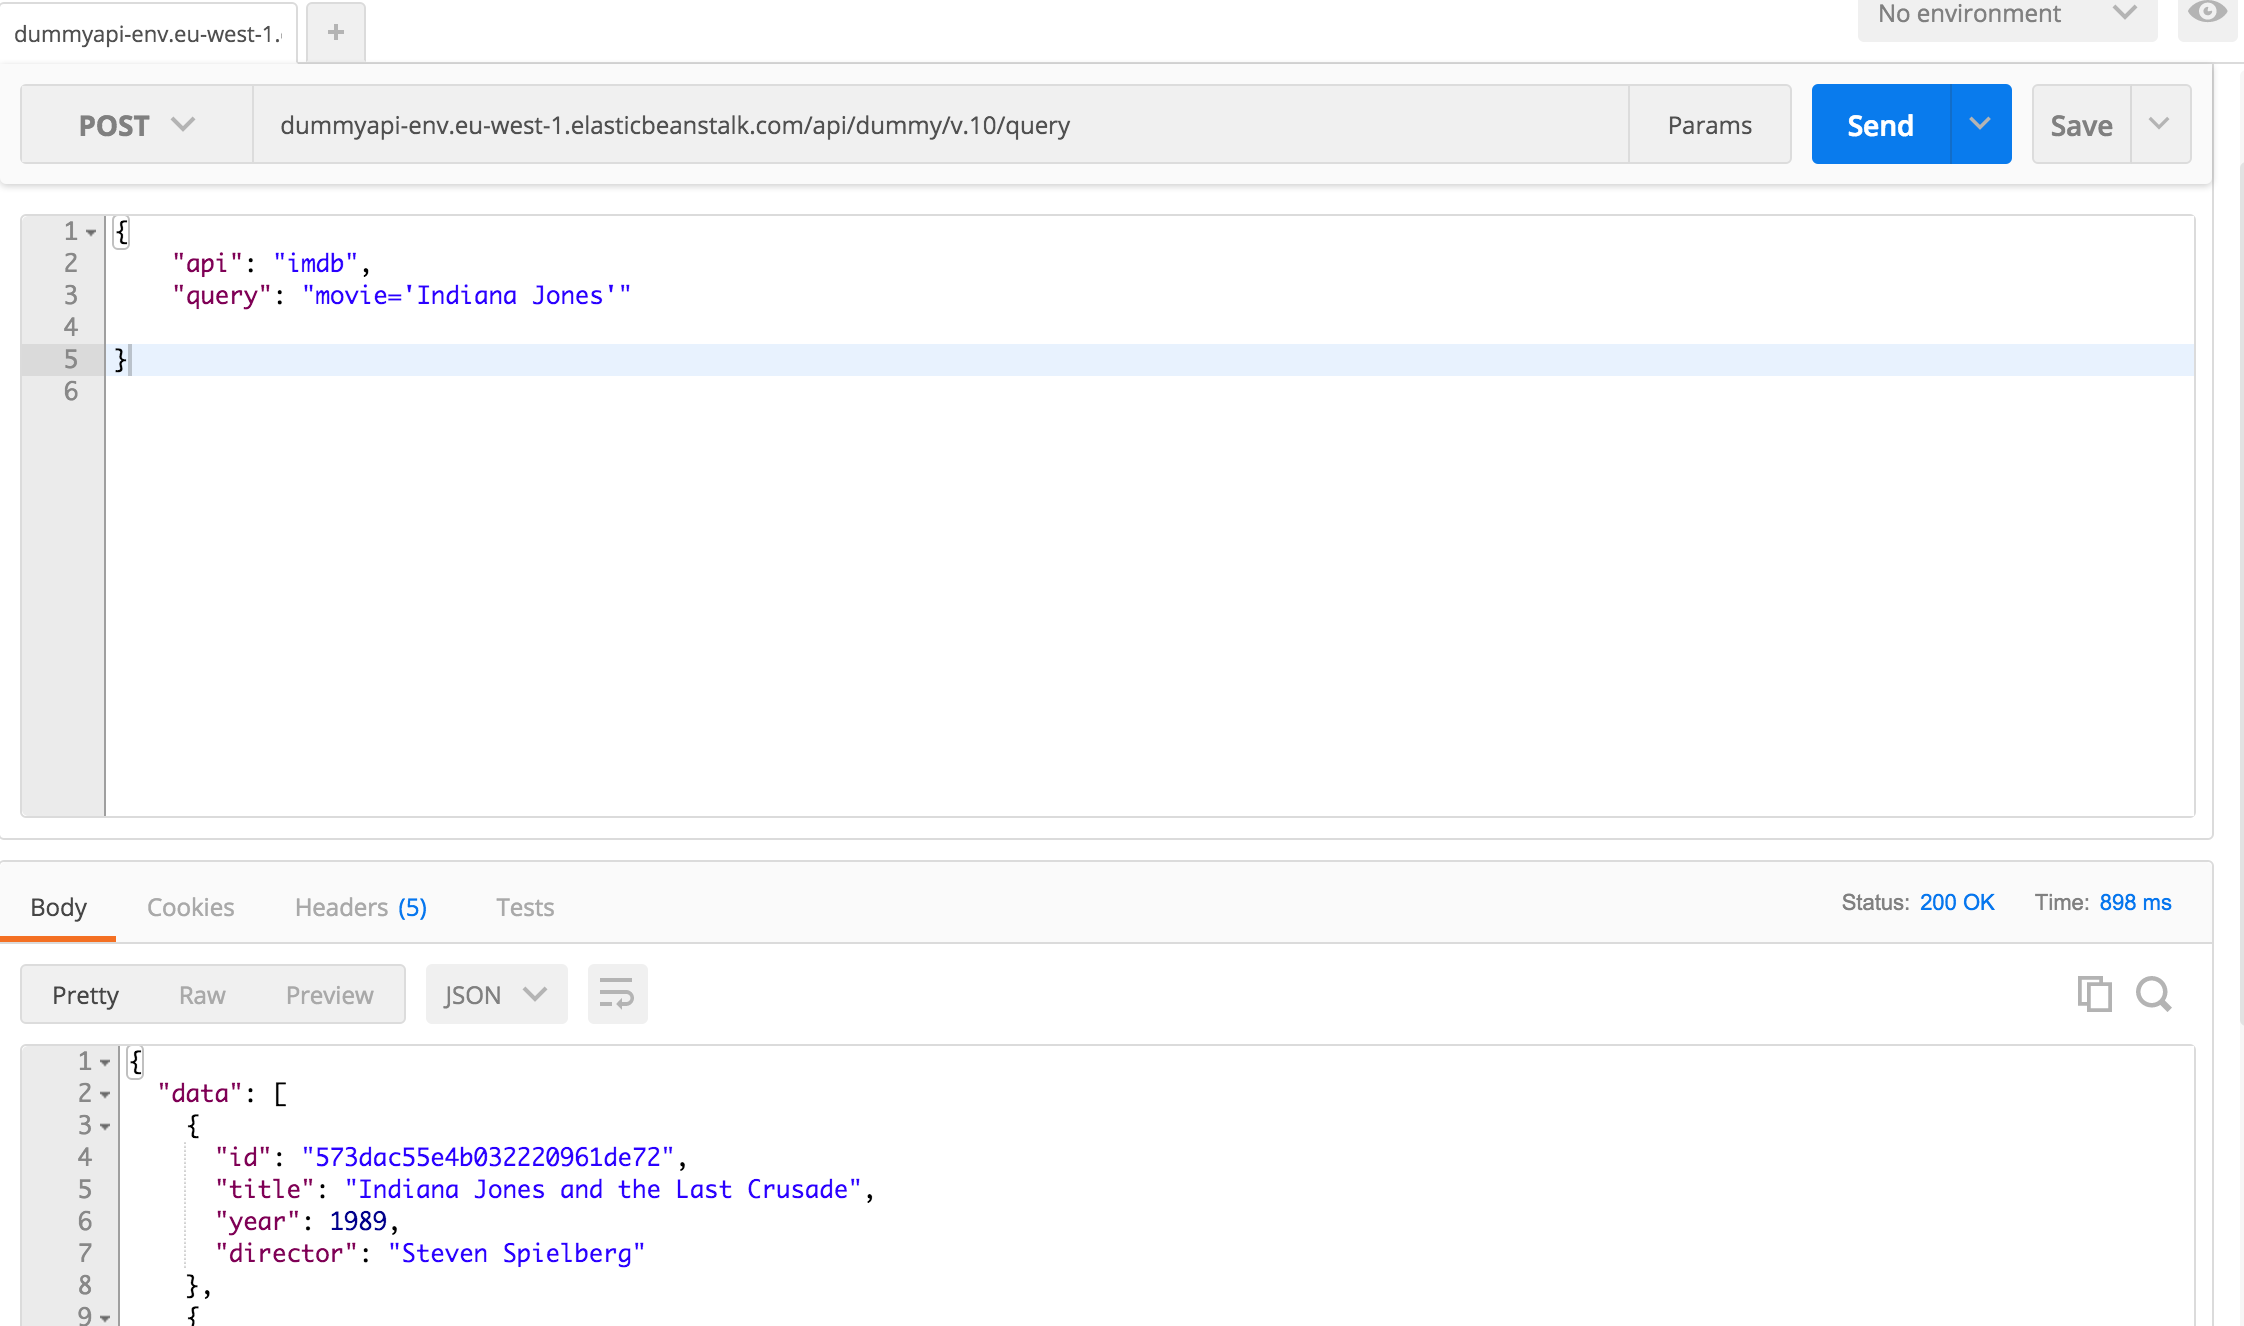 dummyapi-env.eu-west-1.
+
No environment
POST
dummyapi-env.eu-west-1.elasticbeanstalk.com/api/dummy/v.10/query
Params
Send
Save
1 {
2 "api": "imdb",
3 "query": "movie='Indiana Jones'"
4
5 }
6
Body Cookies Headers (5) Tests
Status: 200 OK Time: 898 ms
Pretty Raw Preview JSON
1 {
2 "data": [
3 {
4 "id": "573dac55e4b032220961de72",
5 "title": "Indiana Jones and the Last Crusade",
6 "year": 1989,
7 "director": "Steven Spielberg"
8 },
9 {